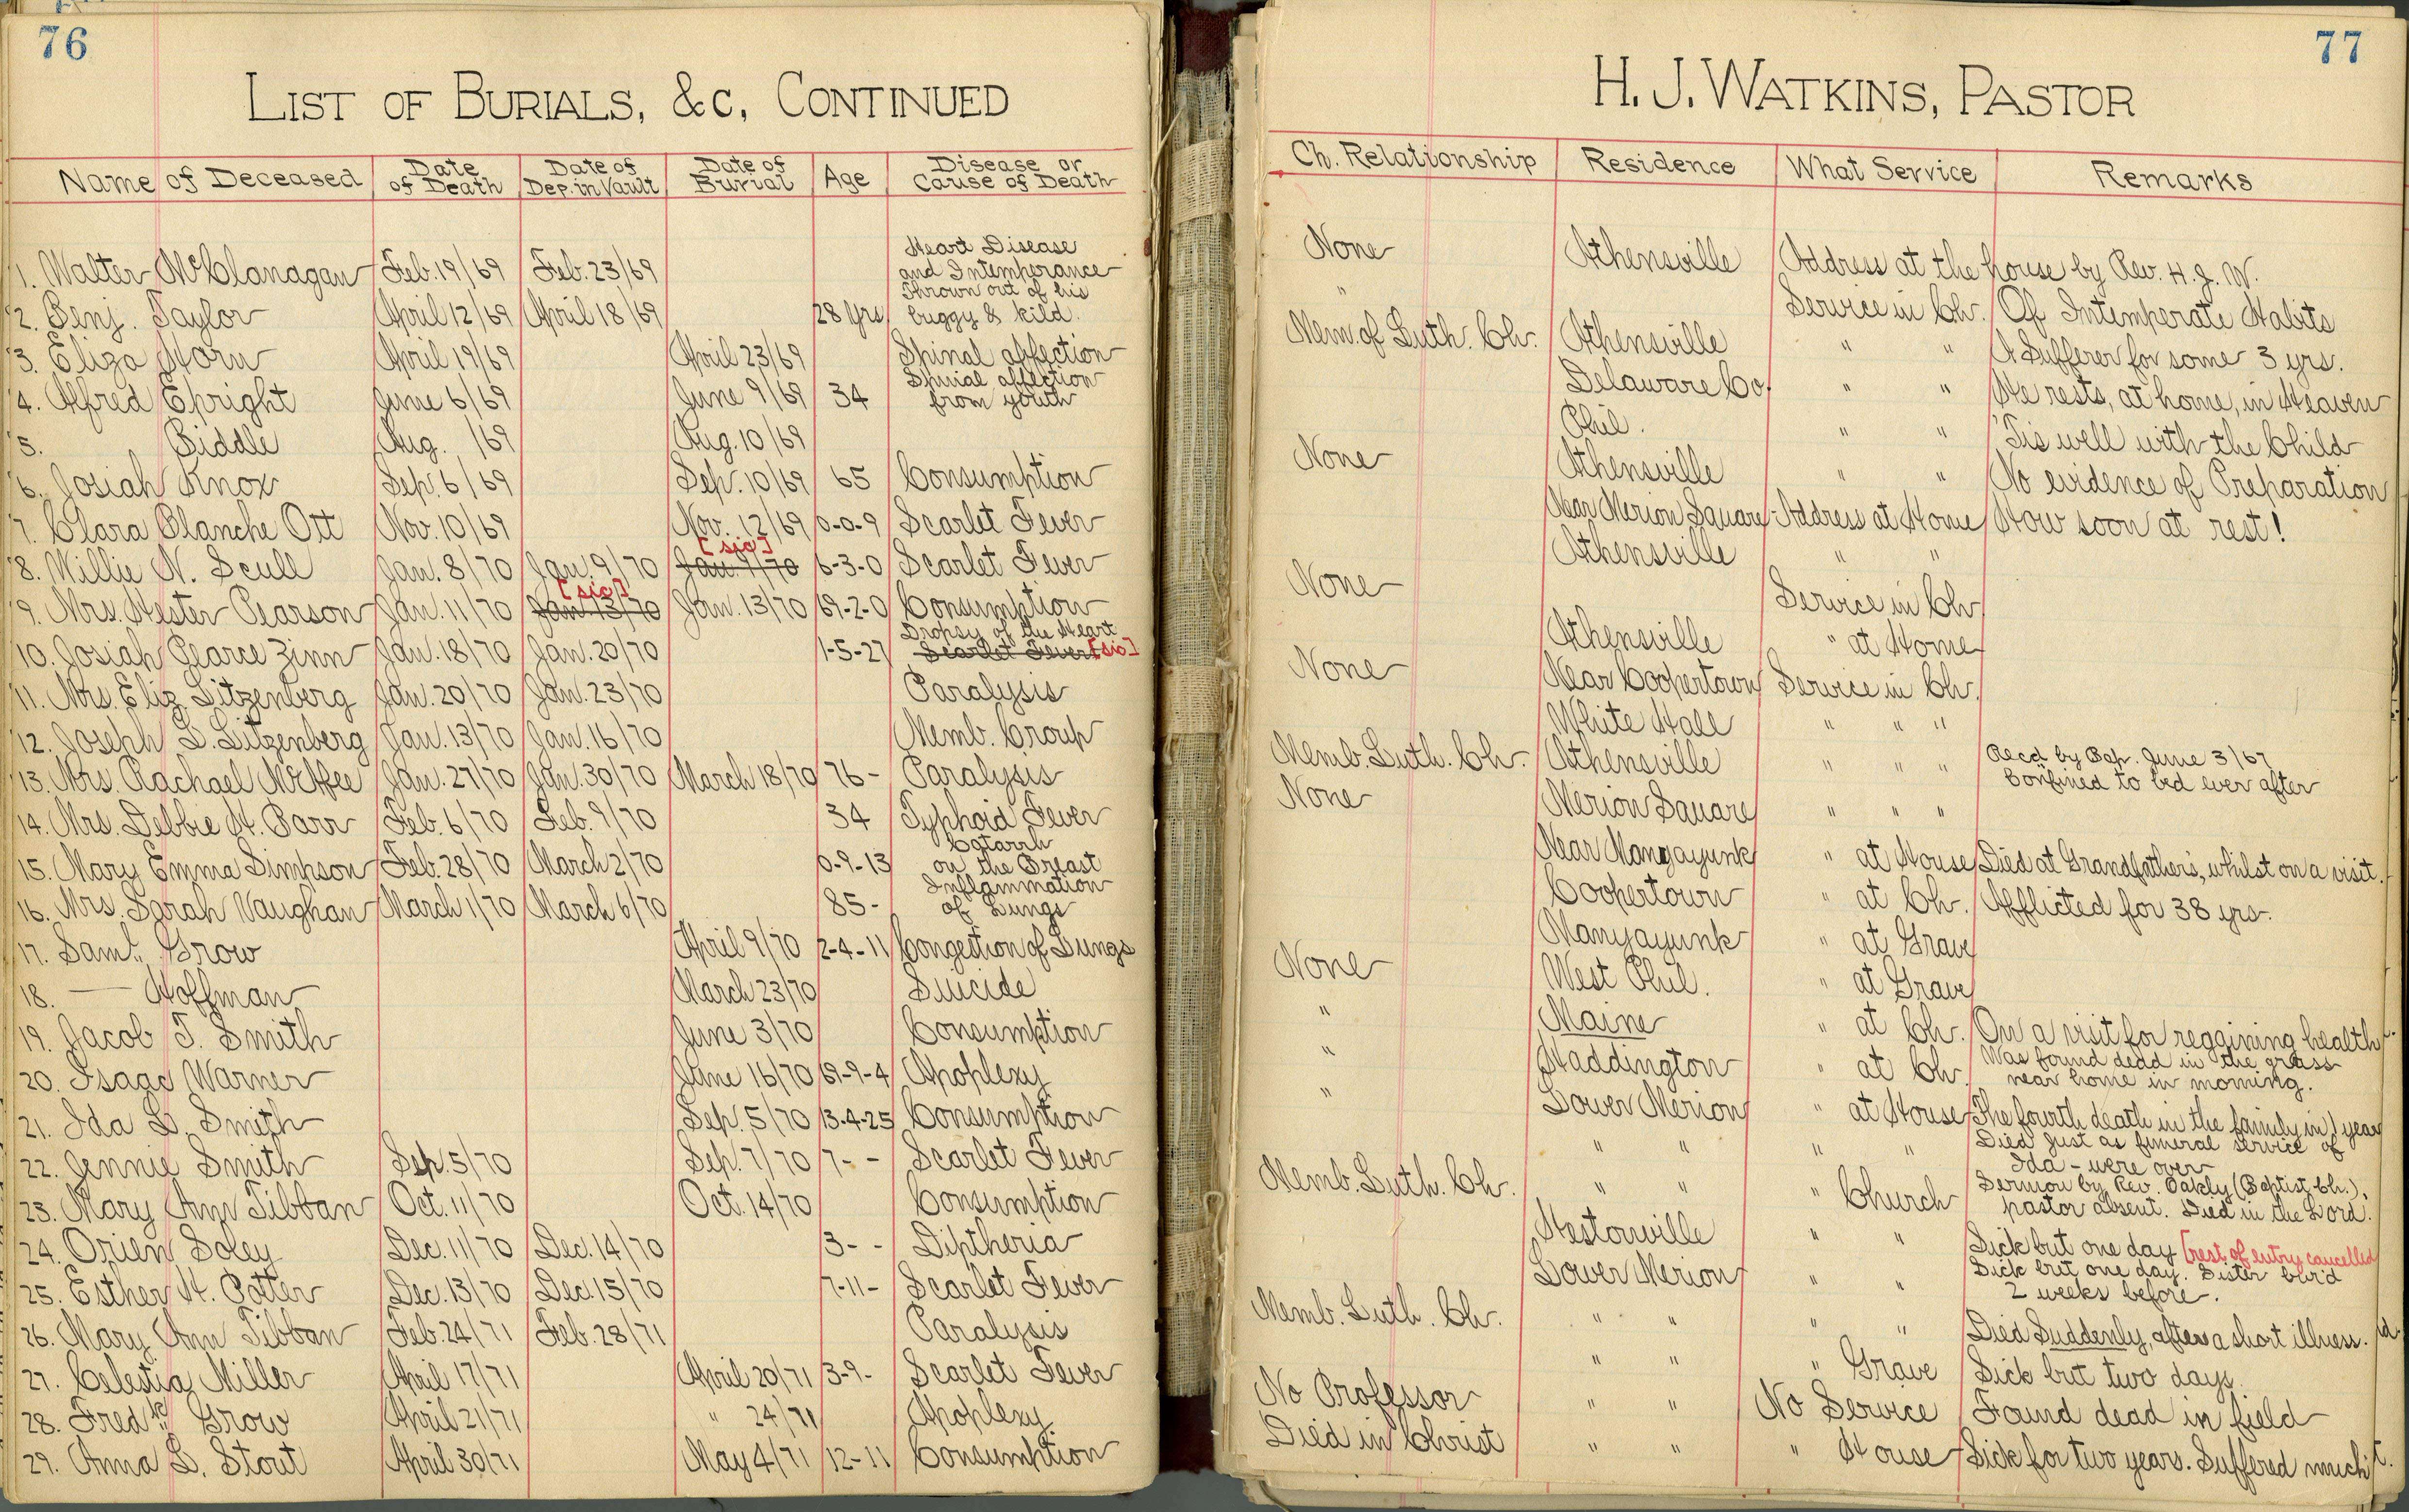 76
LIST OF BURIALS, &c, CONTINUED
Name of Deceased | Date of Death | Date of Dep. in Vault | Date of Burial | Age | Disease or Cause of Death
1. Walter McClanagan | Feb. 19/69 | Feb. 23/69 | Heart Disease and Intemperance
2. Benj. Taylor | April 12/69 | April 18/69 | 28 yrs | Thrown out of his buggy & kild.
3. Eliza Horn | April 19/69 | April 23/69 | Spinal affection
4. Alfred Epright | June 6/69 | June 9/69 | 34 | Spinal affection from youth
5. Biddle | Aug. /69 | Aug. 10/69
6. Josiah Knox | Sep. 6/69 | Sep. 10/69 | 65 | Consumption
7. Clara Blanche Ott | Nov. 10/69 | Nov. 12/69 | 0-0-9 | Scarlet Fever
8. Willie N. Scull | Jan. 8/70 | Jan. 9/70 | [sic] Jan. 9/70 | 6-3-0 | Scarlet Fever
9. Mrs. Hester Pearson | Jan. 11/70 | [sic] Jan. 13/70 | Jan. 13/70 | 69-2-0 | Consumption
10. Josiah Pearce Zinn | Jan. 18/70 | Jan. 20/70 | 1-5-27 | Dropsy of the Heart Scarlet Fever [sic]
11. Mrs. Eliz. Litzenberg | Jan. 20/70 | Jan. 23/70 | Paralysis
12. Joseph L. Litzenberg | Jan. 13/70 | Jan. 16/70 | Memb. Croup
13. Mrs. Rachael McAffee | Jan. 27/70 | Jan. 30/70 | March 18/70 | 76- | Paralysis
14. Mrs. Debbie H. Parr | Feb. 6/70 | Feb. 9/70 | 34 | Typhoid Fever
15. Mary Emma Simpson | Feb. 28/70 | March 2/70 | 0-9-13 | Catarrh on the Breast
16. Mrs. Sarah Vaughan | March 1/70 | March 6/70 | 85- | Inflammation of Lungs
17. Saml. Grow | April 9/70 | 2-4-11 | Congestion of Lungs
18. — Hoffman | March 23/70 | Suicide
19. Jacob T. Smith | June 3/70 | Consumption
20. Isaac Warner | June 16/70 | 69-9-4 | Apoplexy
21. Ida L. Smith | Sep. 5/70 | 13-4-25 | Consumption
22. Jennie Smith | Sep. 5/70 | Sep. 7/70 | 7- - | Scarlet Fever
23. Mary Ann Tibban | Oct. 11/70 | Oct. 14/70 | Consumption
24. Orien Soley | Dec. 11/70 | Dec. 14/70 | 3- - | Diptheria
25. Esther H. Potter | Dec. 13/70 | Dec. 15/70 | 7-11- | Scarlet Fever
26. Mary Ann Tibban | Feb. 24/71 | Feb. 28/71 | Paralysis
27. Celestia Miller | April 17/71 | April 20/71 | 3-9- | Scarlet Fever
28. Fredk. Grow | April 21/71 | " 24/71 | Apoplexy
29. Anna L. Stout | April 30/71 | May 4/71 | 12-11 | Consumption
77
H. J. WATKINS, PASTOR
Ch. Relationship | Residence | What Service | Remarks
None | Athensville | Address at the house by Rev. H. J. W.
" | Service in Ch. | Of Intemperate Habits
Mem. of Luth. Ch. | Athensville | " " | A Sufferer for some 3 yrs.
Delaware Co. | " " | He rests, at home, in Heaven
Phil. | " " | 'Tis well with the Child
None | Athensville | " " | No evidence of Preparation
Near Merion Square | Address at Home | How soon at rest!
Athensville | " "
None | Service in Ch.
Athensville | " at Home
None | Near Coopertown | Service in Ch.
White Hall | " " "
Memb. Luth. Ch. | Athensville | " " " | Recd by Bap. June 3/67 Confined to bed ever after
None | Merion Square | " " "
Near Manyayunk | " at House | Died at Grandfather's, whilst on a visit.
Coopertown | " at Ch. | Afflicted for 38 yrs.
Manyayunk | " at Grave
None | West Phil. | " at Grave
" | Maine | " at Ch. | On a visit for regaining health.
" | Haddington | " at Ch. | Was found dead in the grass near home in morning.
" | Lower Merion | " at House | The fourth death in the family in 1 year
" " | " " | Died just as funeral service of Ida - were over
Memb. Luth. Ch. | " " | " Church | Sermon by Rev. Oakly (Baptist Ch.), pastor absent. Died in the Lord.
Hestonville | " " | Sick but one day [rest of entry cancelled
Lower Merion | " " | Sick but one day. Sister bur'd 2 weeks before.
Memb. Luth. Ch. | " " | " " | Died Suddenly, after a short illness.
" " | " Grave | Sick but two days.
No Professor | " " | No Service | Found dead in field
Died in Christ | " " | " House | Sick for two years. Suffered much